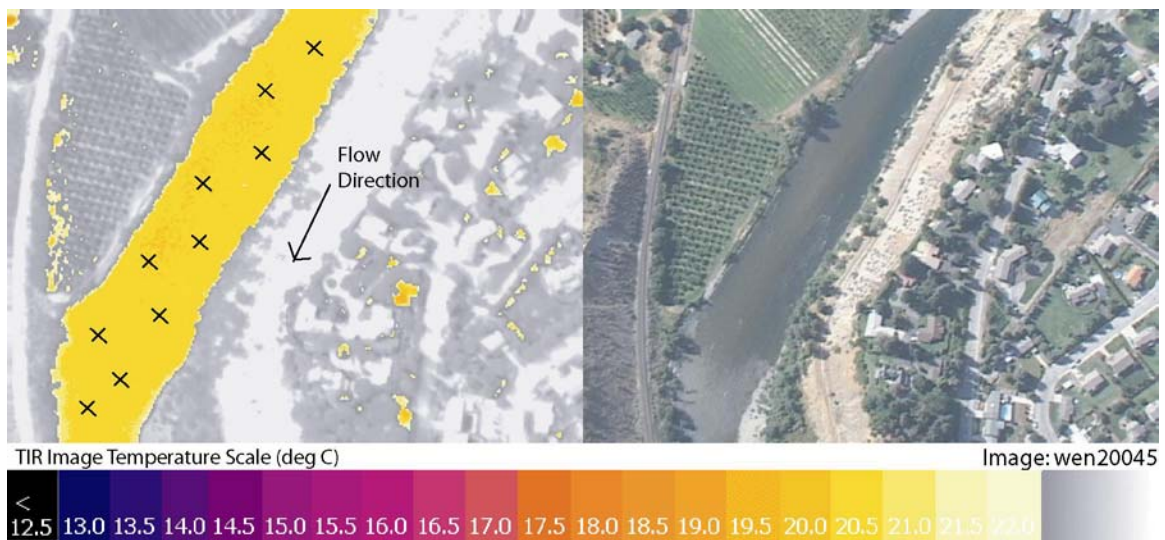 Flow
Direction
TIR Image Temperature Scale (deg C)
Image: wen20045
<
12.5 13.0 13.5 14.0 14.5 15.0 15.5 16.0 16.5 17.0 17.5 18.0 18.5 19.0 19.5 20.0 20.5 21.0 21.5 22.0